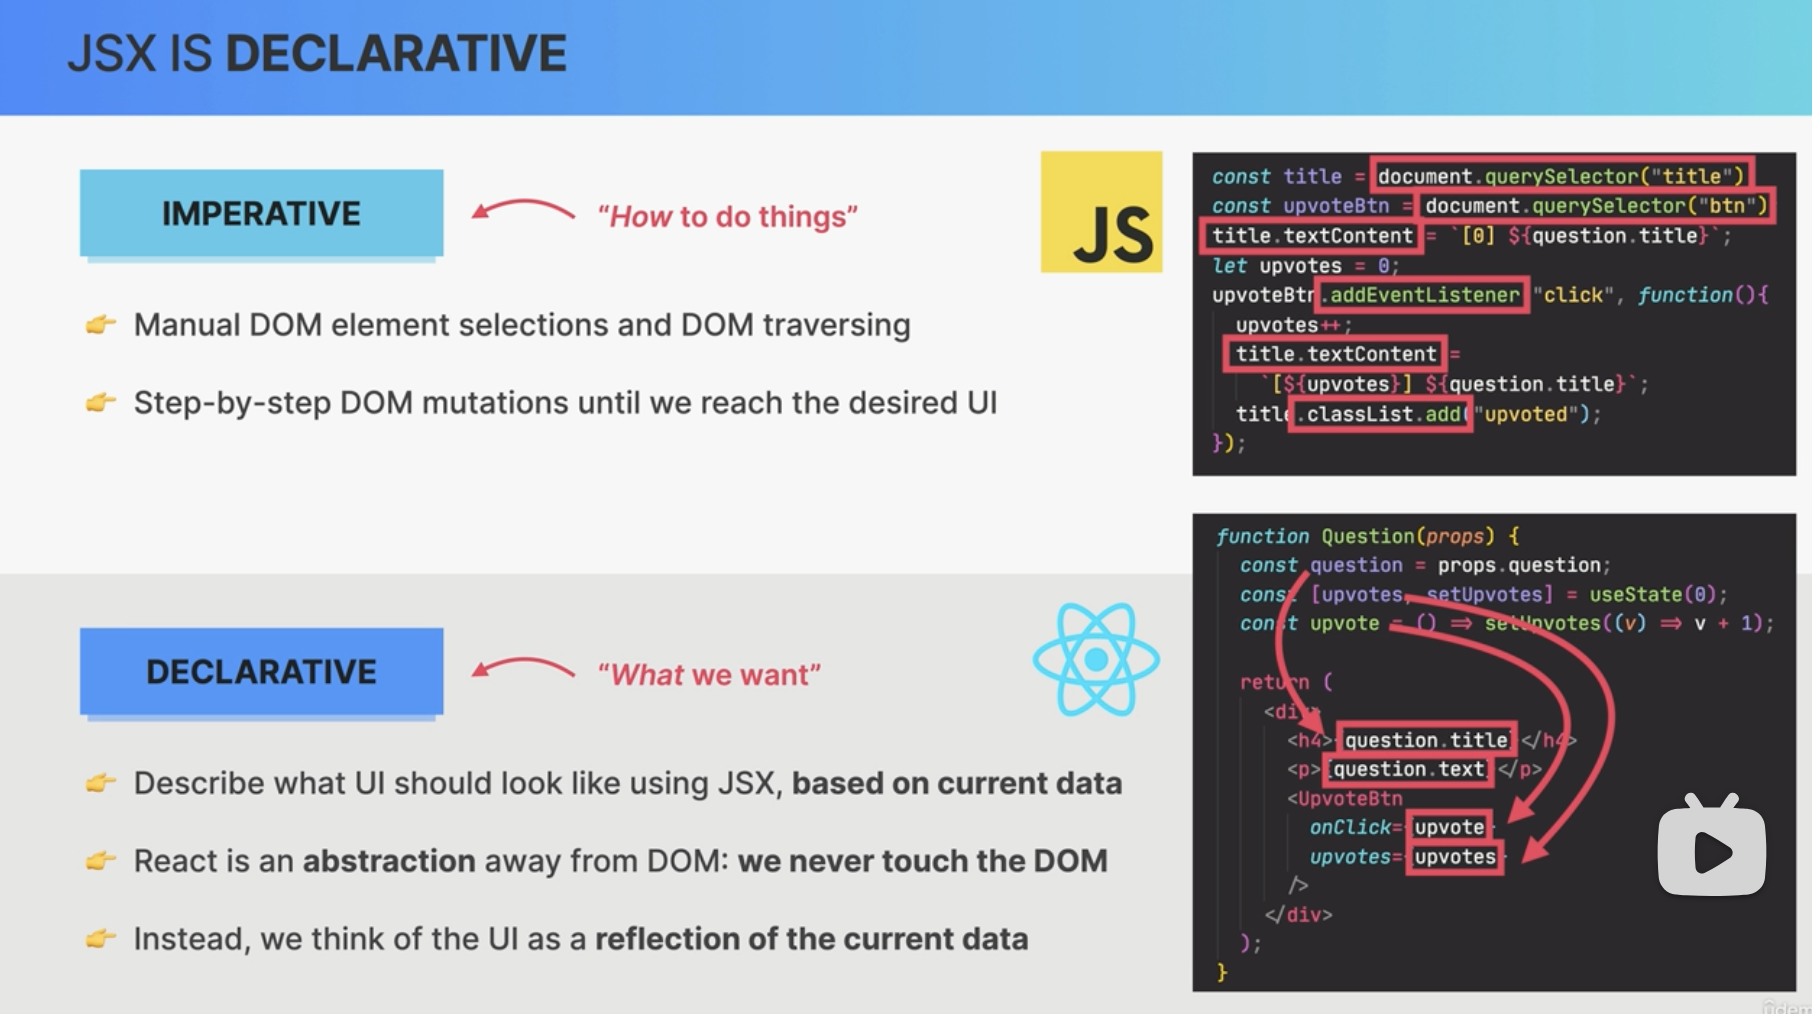 JSX IS DECLARATIVE
IMPERATIVE
“How to do things”
JS
👉 Manual DOM element selections and DOM traversing
👉 Step-by-step DOM mutations until we reach the desired UI
const title = document.querySelector("title")
const upvoteBtn = document.querySelector("btn")
title.textContent = `[0] ${question.title}`;
let upvotes = 0;
upvoteBtn.addEventListener "click", function(){
upvotes++;
title.textContent =
`[${upvotes}] ${question.title}`;
title.classList.add("upvoted");
});
DECLARATIVE
“What we want”
👉 Describe what UI should look like using JSX, based on current data
👉 React is an abstraction away from DOM: we never touch the DOM
👉 Instead, we think of the UI as a reflection of the current data
function Question(props) {
const question = props.question;
const [upvotes, setUpvotes] = useState(0);
const upvote = () => setUpvotes((v) => v + 1);
return (
<div>
<h4>{question.title}</h4>
<p>{question.text}</p>
<UpvoteBtn
onClick={upvote}
upvotes={upvotes}
/>
</div>
);
}